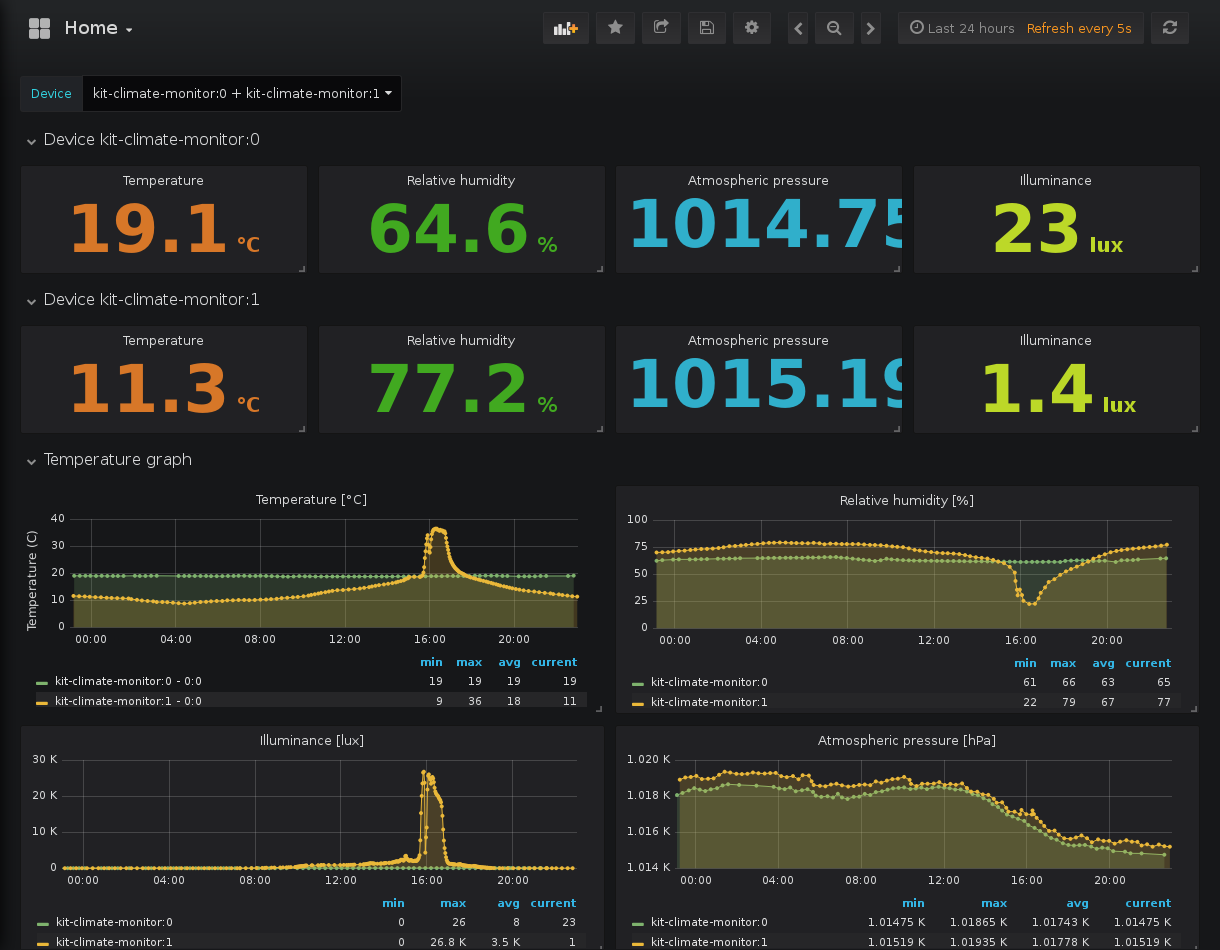 Home
Last 24 hours Refresh every 5s
Device kit-climate-monitor:0 + kit-climate-monitor:1
Device kit-climate-monitor:0
Temperature Relative humidity Atmospheric pressure Illuminance
19.1 °C 64.6 % 1014.75 23 lux
Device kit-climate-monitor:1
Temperature Relative humidity Atmospheric pressure Illuminance
11.3 °C 77.2 % 1015.19 1.4 lux
Temperature graph
Temperature [°C]
Temperature (C)
40
30
20
10
0
00:00 04:00 08:00 12:00 16:00 20:00
min max avg current
kit-climate-monitor:0 - 0:0 19 19 19 19
kit-climate-monitor:1 - 0:0 9 36 18 11
Relative humidity [%]
100
75
50
25
0
00:00 04:00 08:00 12:00 16:00 20:00
min max avg current
kit-climate-monitor:0 61 66 63 65
kit-climate-monitor:1 22 79 67 77
Illuminance [lux]
30 K
20 K
10 K
0
00:00 04:00 08:00 12:00 16:00 20:00
min max avg current
kit-climate-monitor:0 0 26 8 23
kit-climate-monitor:1 0 26.8 K 3.5 K 1
Atmospheric pressure [hPa]
1.020 K
1.018 K
1.016 K
1.014 K
00:00 04:00 08:00 12:00 16:00 20:00
min max avg current
kit-climate-monitor:0 1.01475 K 1.01865 K 1.01743 K 1.01475 K
kit-climate-monitor:1 1.01519 K 1.01935 K 1.01778 K 1.01519 K